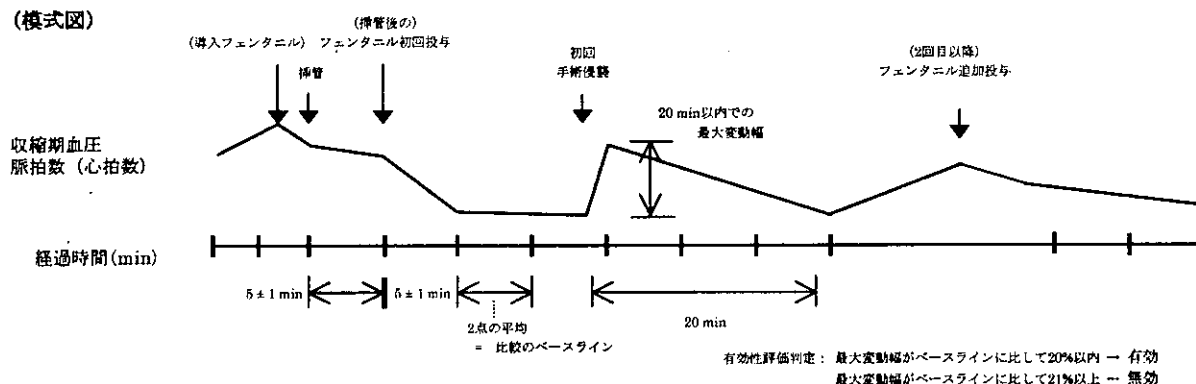 (模式図)
(導入フェンタニル)
(挿管後の)
フェンタニル初回投与
挿管
初回
手術侵襲
(2回目以降)
フェンタニル追加投与
20 min以内での
最大変動幅
収縮期血圧
脈拍数 (心拍数)
経過時間(min)
5 ± 1 min
5 ± 1 min
2点の平均
= 比較のベースライン
20 min
有効性評価判定 : 最大変動幅がベースラインに比して20%以内 → 有効
最大変動幅がベースラインに比して21%以上 → 無効